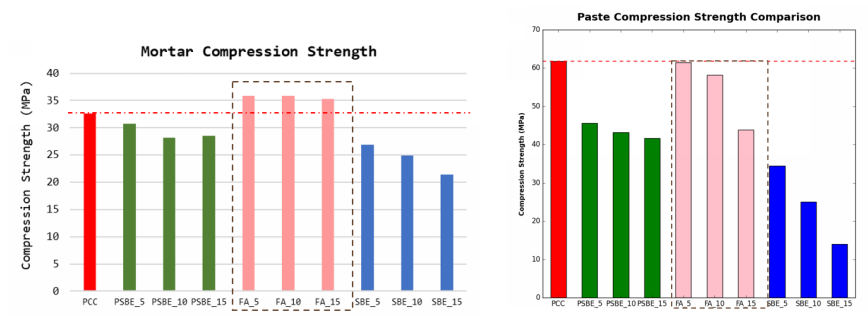 Mortar Compression Strength
Compression Strength (MPa)
40
35
30
25
20
15
10
5
0
PCC PSBE_5 PSBE_10 PSBE_15 FA_5 FA_10 FA_15 SBE_5 SBE_10 SBE_15
Paste Compression Strength Comparison
Compression Strength (MPa)
70
60
50
40
30
20
10
0
PCC PSBE_5 PSBE_10 PSBE_15 FA_5 FA_10 FA_15 SBE_5 SBE_10 SBE_15